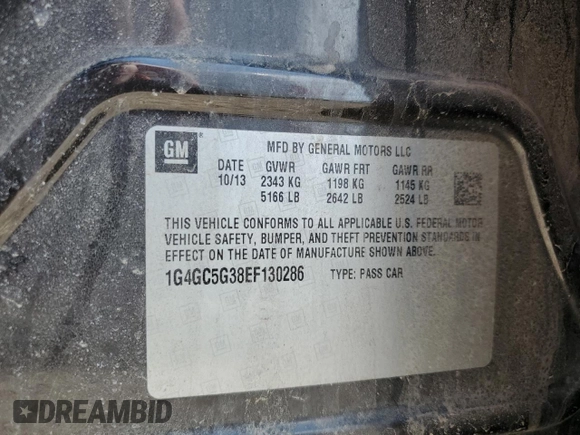 GM
MFD BY GENERAL MOTORS LLC
DATE GVWR GAWR FRT GAWR RR
10/13 2343 KG 1198 KG 1145 KG
5166 LB 2642 LB 2524 LB
THIS VEHICLE CONFORMS TO ALL APPLICABLE U.S. FEDERAL MOTOR
VEHICLE SAFETY, BUMPER, AND THEFT PREVENTION STANDARDS IN
EFFECT ON THE DATE OF MANUFACTURE SHOWN ABOVE.
1G4GC5G38EF130286 TYPE: PASS CAR
DREAMBID